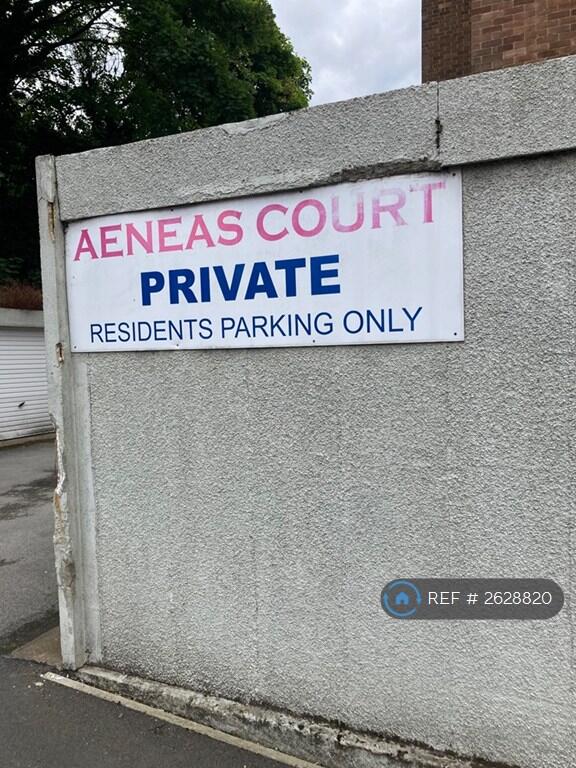 AENEAS COURT
PRIVATE
RESIDENTS PARKING ONLY
REF # 2628820